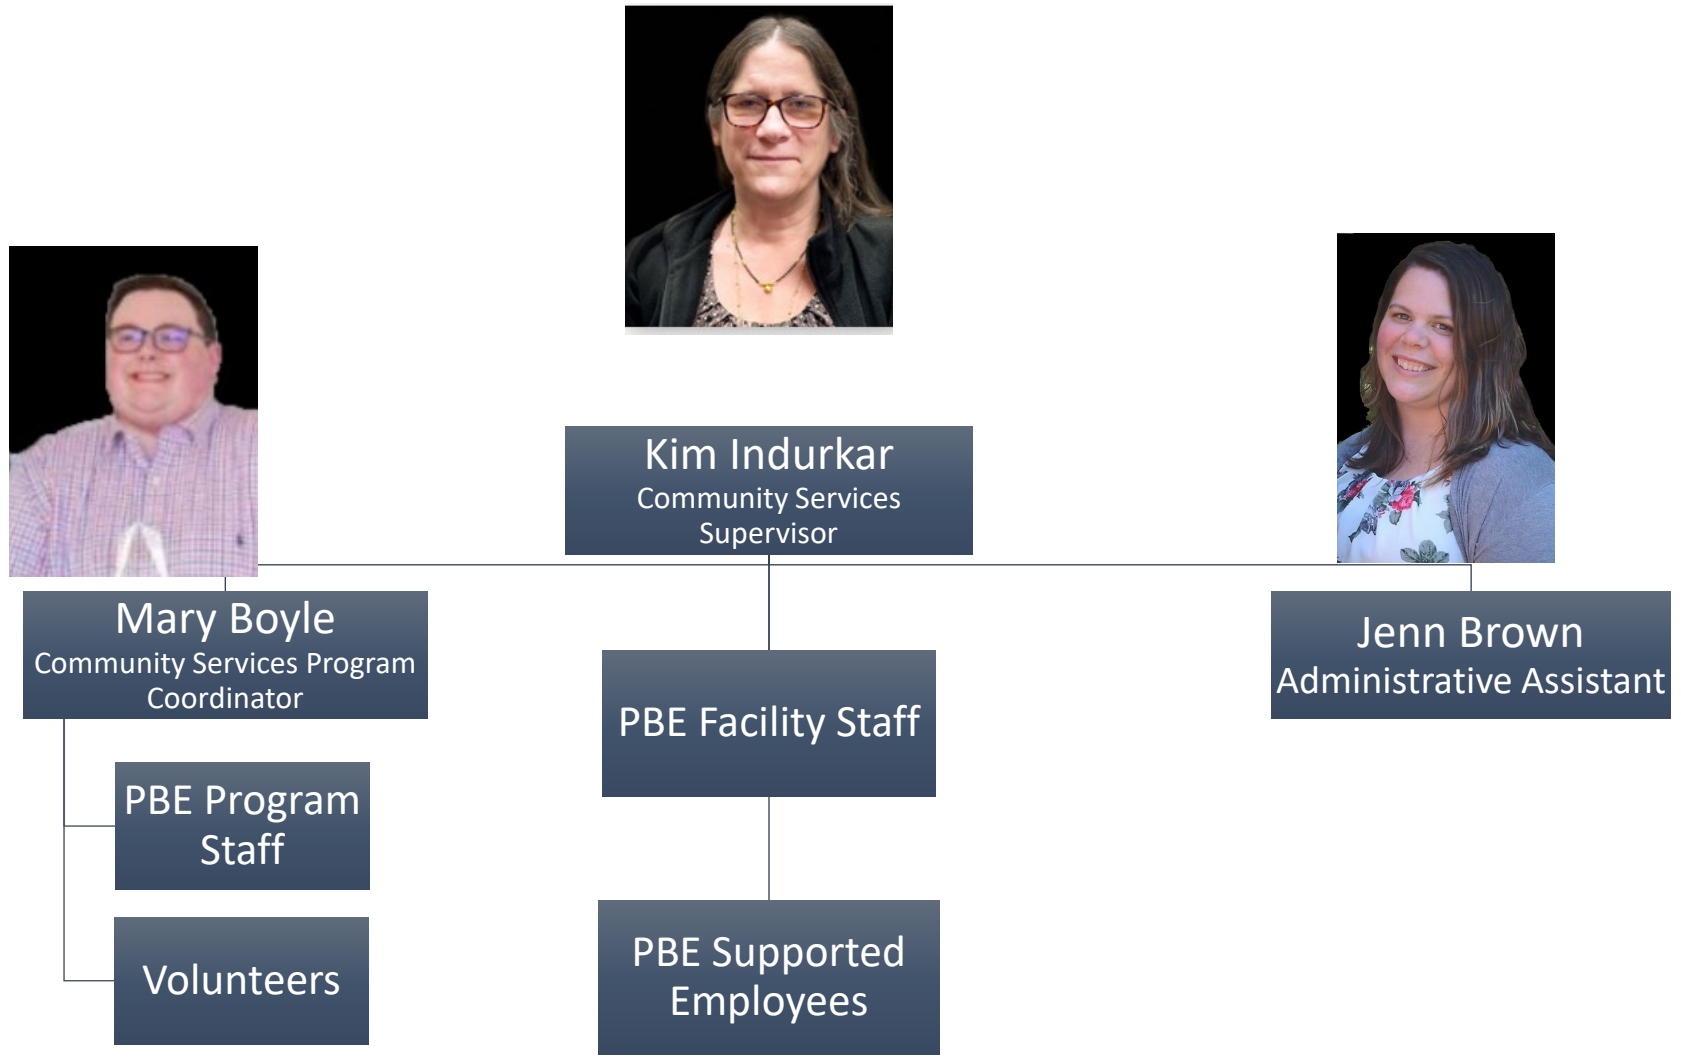 Kim Indurkar
Community Services
Supervisor
Mary Boyle
Community Services Program
Coordinator
Jenn Brown
Administrative Assistant
PBE Facility Staff
PBE Program
Staff
Volunteers
PBE Supported
Employees